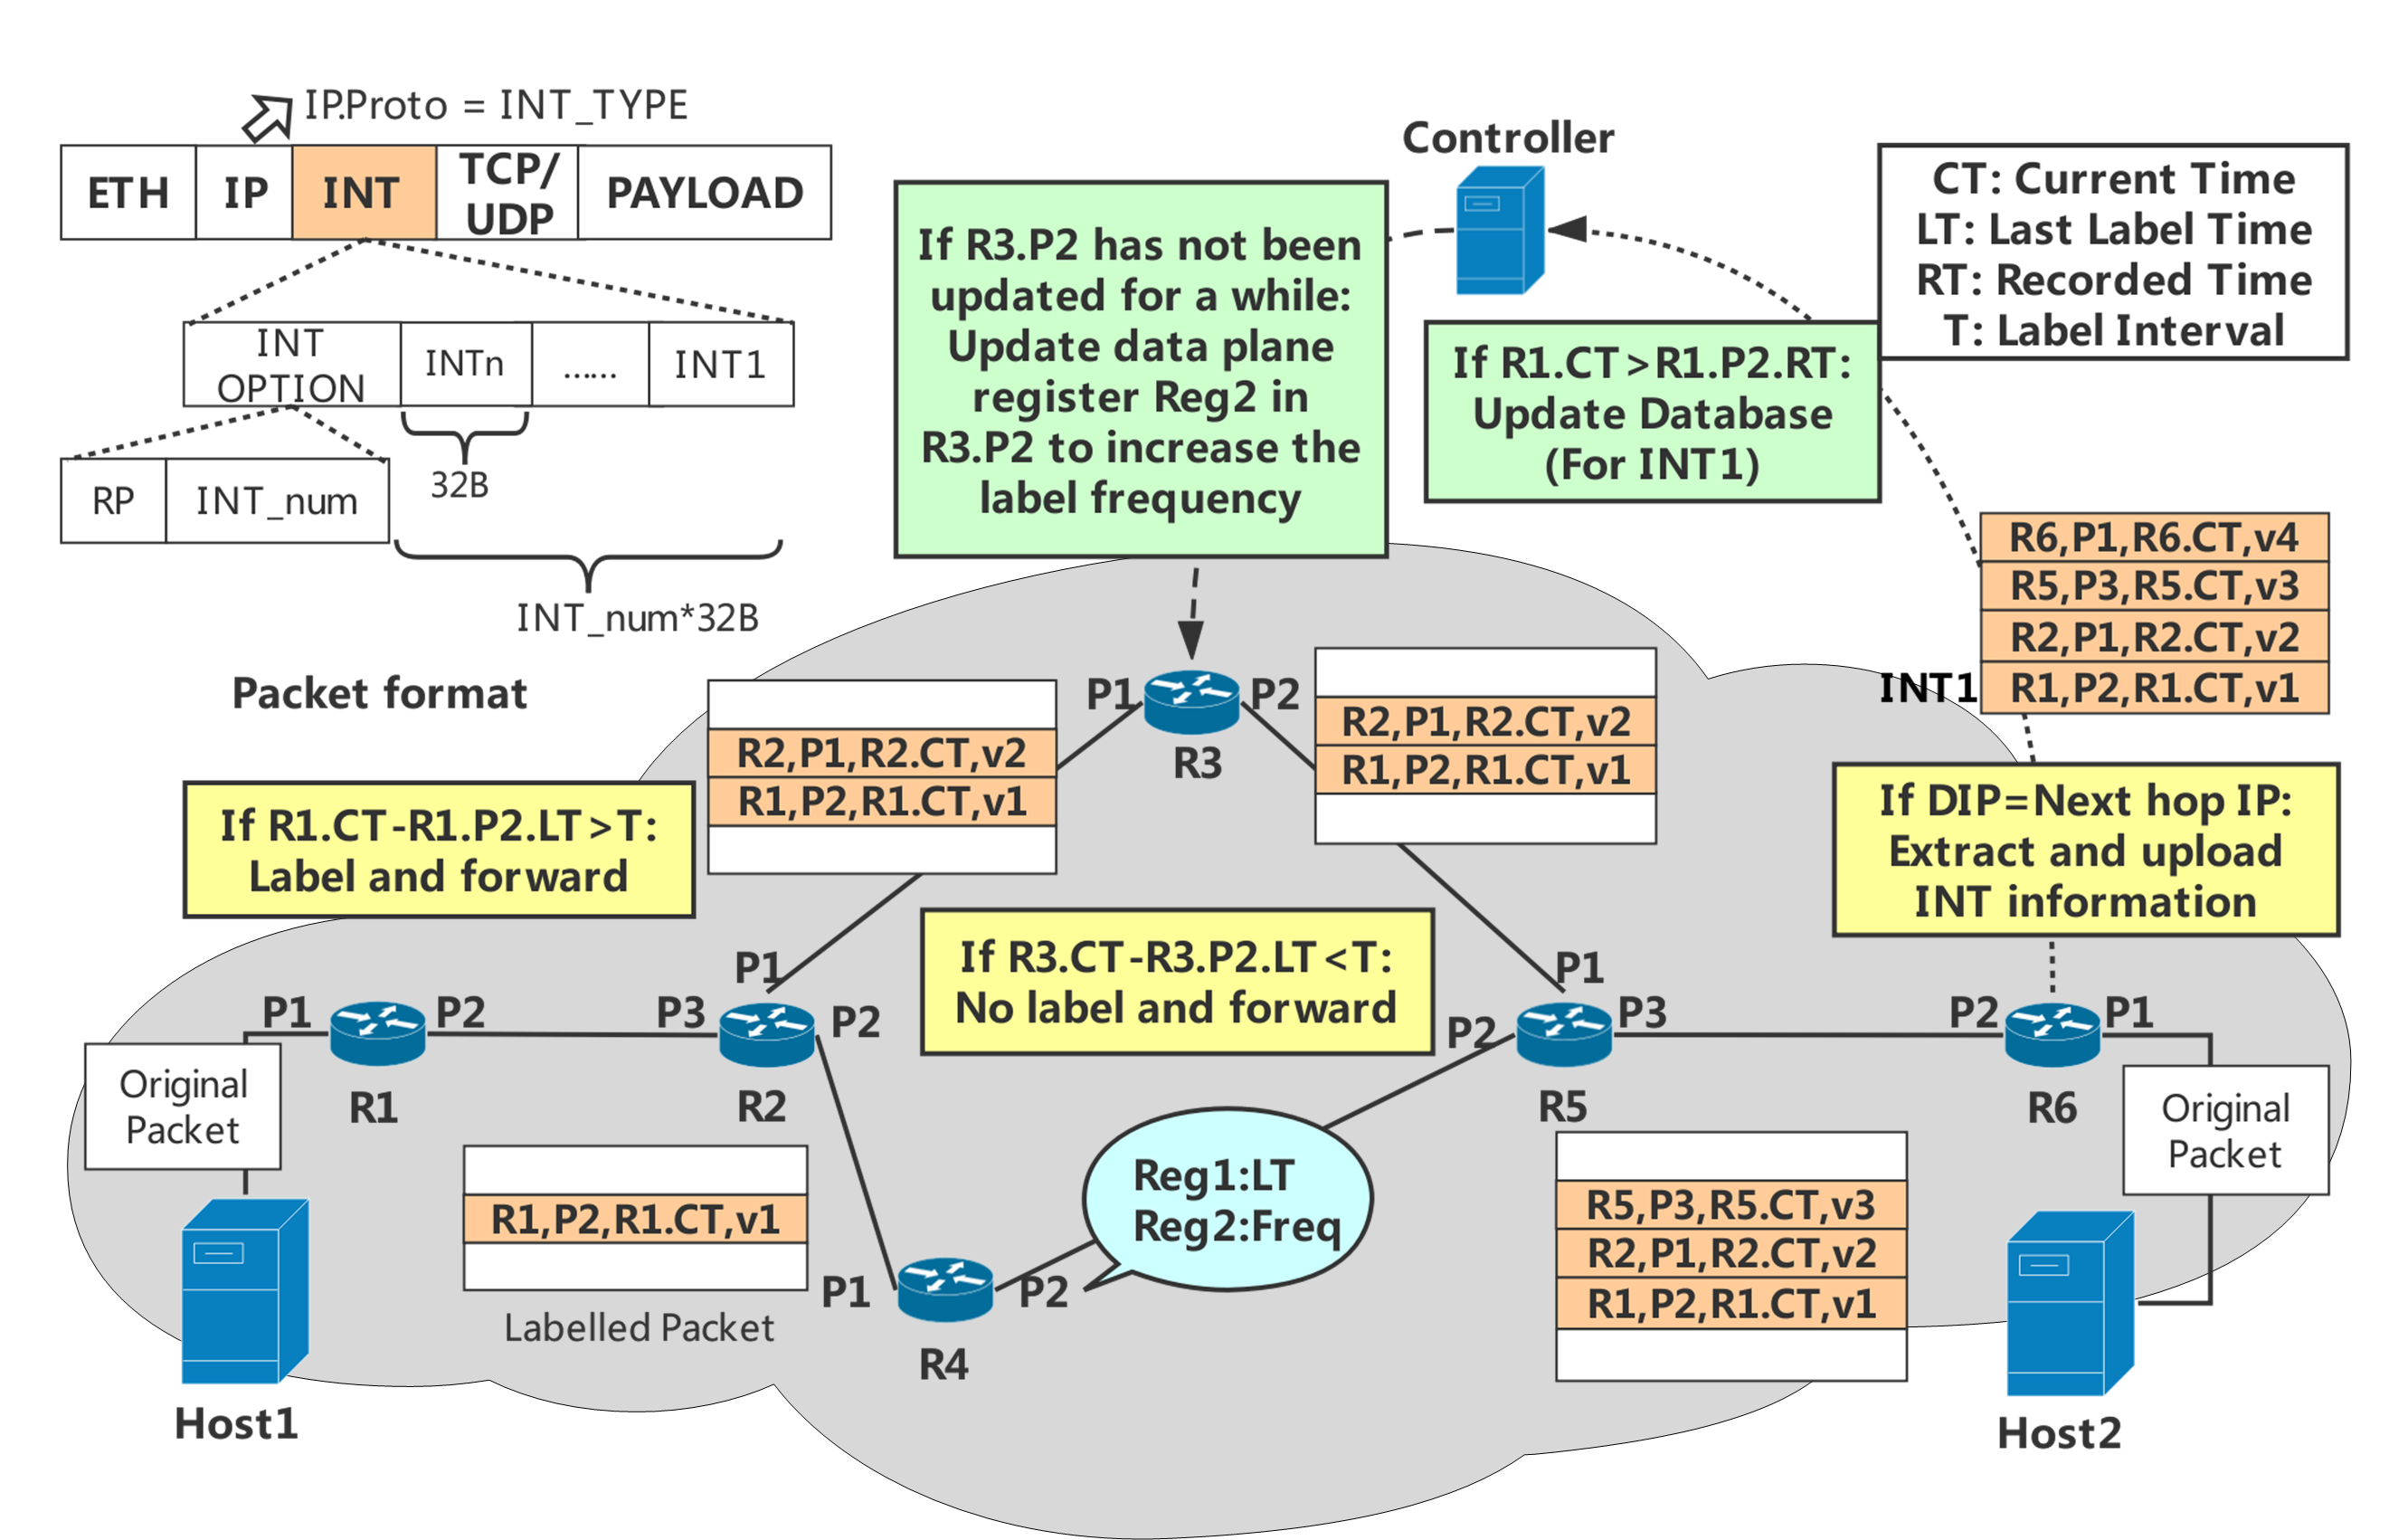 IP.Proto = INT_TYPE
ETH
IP
INT
TCP/
UDP
PAYLOAD
INT
OPTION
INTn
......
INT1
RP
INT_num
32B
INT_num*32B
Packet format
If R3.P2 has not been
updated for a while:
Update data plane
register Reg2 in
R3.P2 to increase the
label frequency
Controller
CT: Current Time
LT: Last Label Time
RT: Recorded Time
T: Label Interval
If R1.CT>R1.P2.RT:
Update Database
(For INT1)
R6,P1,R6.CT,v4
R5,P3,R5.CT,v3
R2,P1,R2.CT,v2
INT1
R1,P2,R1.CT,v1
If R1.CT-R1.P2.LT>T:
Label and forward
R2,P1,R2.CT,v2
R1,P2,R1.CT,v1
P1
P2
R3
R2,P1,R2.CT,v2
R1,P2,R1.CT,v1
If DIP=Next hop IP:
Extract and upload
INT information
If R3.CT-R3.P2.LT<T:
No label and forward
P1
P2
R1
P3
P1
P2
R2
P1
P2
P3
R5
P2
P1
R6
Original
Packet
Original
Packet
R1,P2,R1.CT,v1
Labelled Packet
Reg1:LT
Reg2:Freq
P1
P2
R4
R5,P3,R5.CT,v3
R2,P1,R2.CT,v2
R1,P2,R1.CT,v1
Host1
Host2